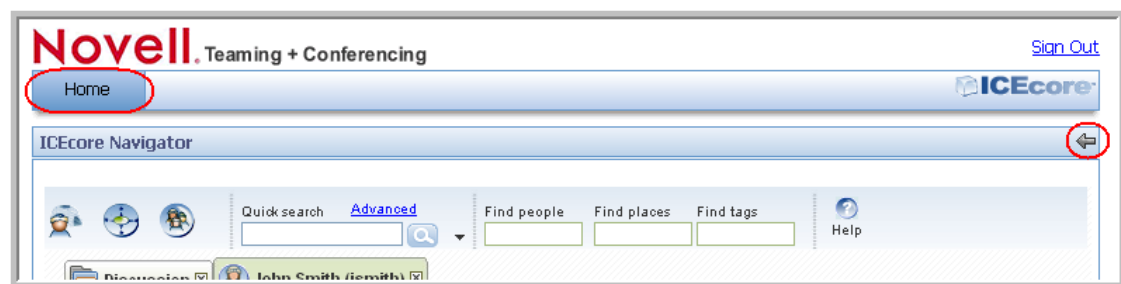 Novell. Teaming + Conferencing
Sign Out
Home
ICEcore
ICEcore Navigator
Quick search Advanced Find people Find places Find tags
Help
Discussion John Smith (jsmith)